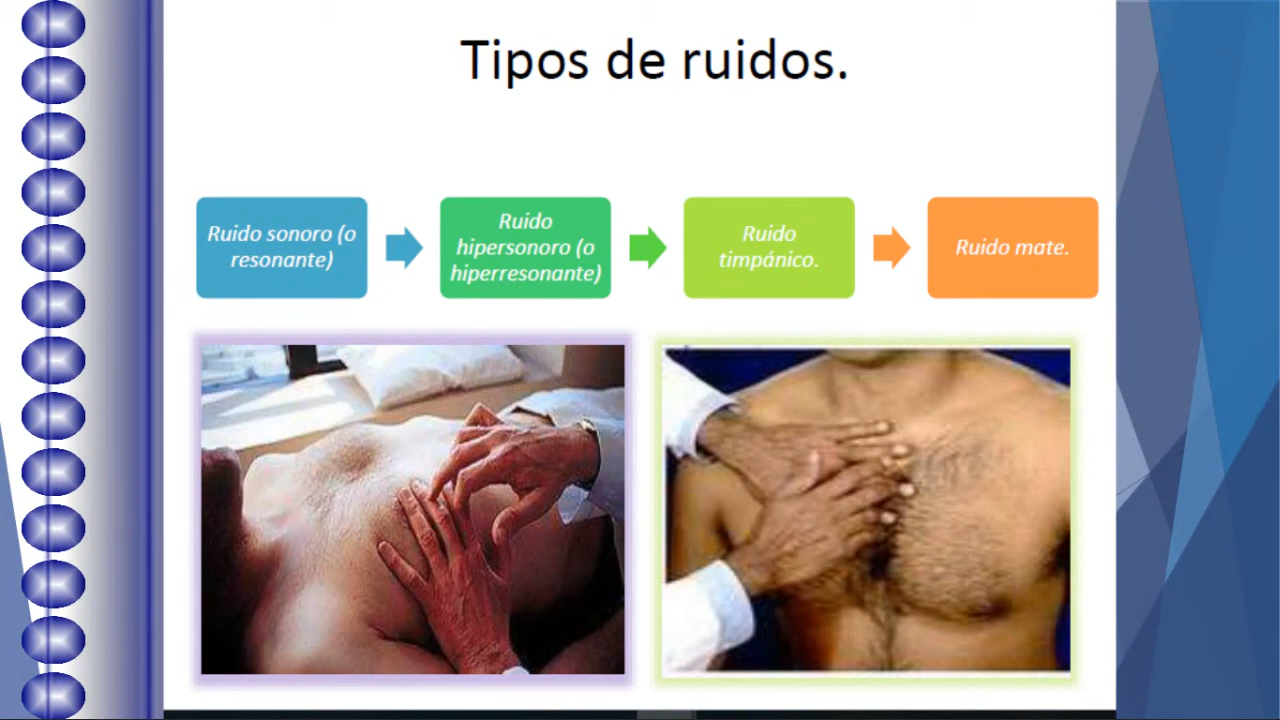 Tipos de ruidos.
Ruido sonoro (o
resonante)
Ruido
hipersonoro (o
hiperresonante)
Ruido
timpánico.
Ruido mate.